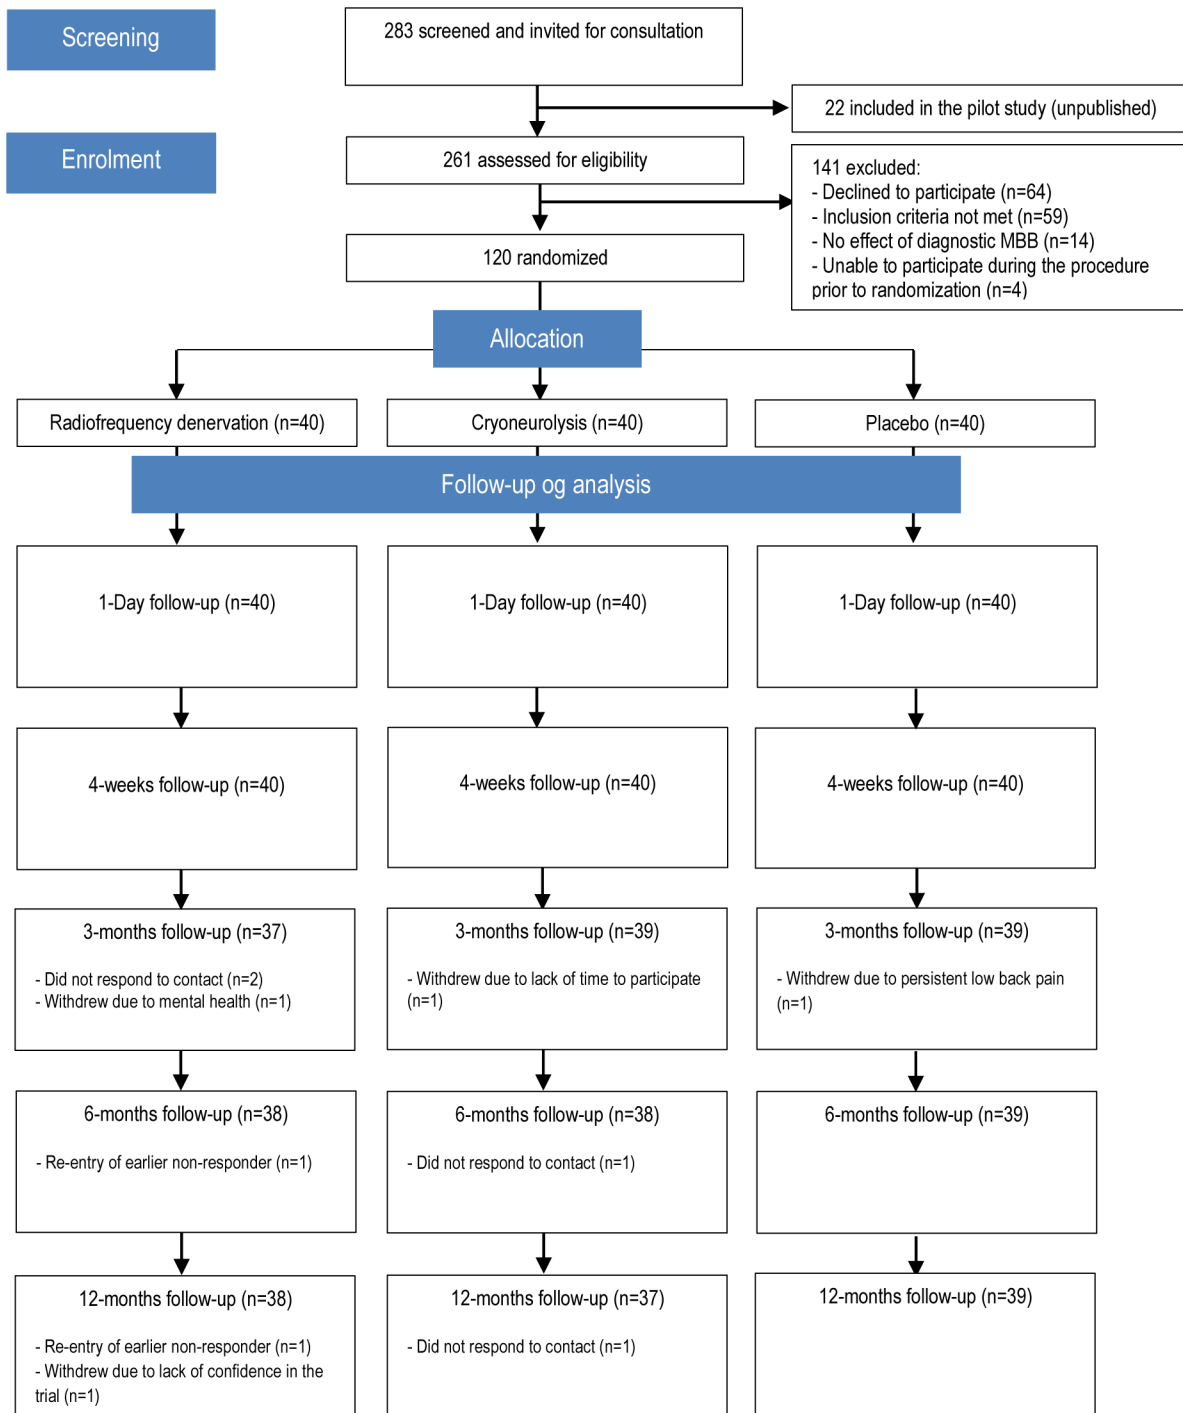 Screening
283 screened and invited for consultation
22 included in the pilot study (unpublished)
Enrolment
261 assessed for eligibility
141 excluded:
- Declined to participate (n=64)
- Inclusion criteria not met (n=59)
- No effect of diagnostic MBB (n=14)
- Unable to participate during the procedure
prior to randomization (n=4)
120 randomized
Allocation
Radiofrequency denervation (n=40)
Cryoneurolysis (n=40)
Placebo (n=40)
Follow-up og analysis
1-Day follow-up (n=40)
1-Day follow-up (n=40)
1-Day follow-up (n=40)
4-weeks follow-up (n=40)
4-weeks follow-up (n=40)
4-weeks follow-up (n=40)
3-months follow-up (n=37)
- Did not respond to contact (n=2)
- Withdrew due to mental health (n=1)
3-months follow-up (n=39)
- Withdrew due to lack of time to participate
(n=1)
3-months follow-up (n=39)
- Withdrew due to persistent low back pain
(n=1)
6-months follow-up (n=38)
- Re-entry of earlier non-responder (n=1)
6-months follow-up (n=38)
- Did not respond to contact (n=1)
6-months follow-up (n=39)
12-months follow-up (n=38)
- Re-entry of earlier non-responder (n=1)
- Withdrew due to lack of confidence in the
trial (n=1)
12-months follow-up (n=37)
- Did not respond to contact (n=1)
12-months follow-up (n=39)